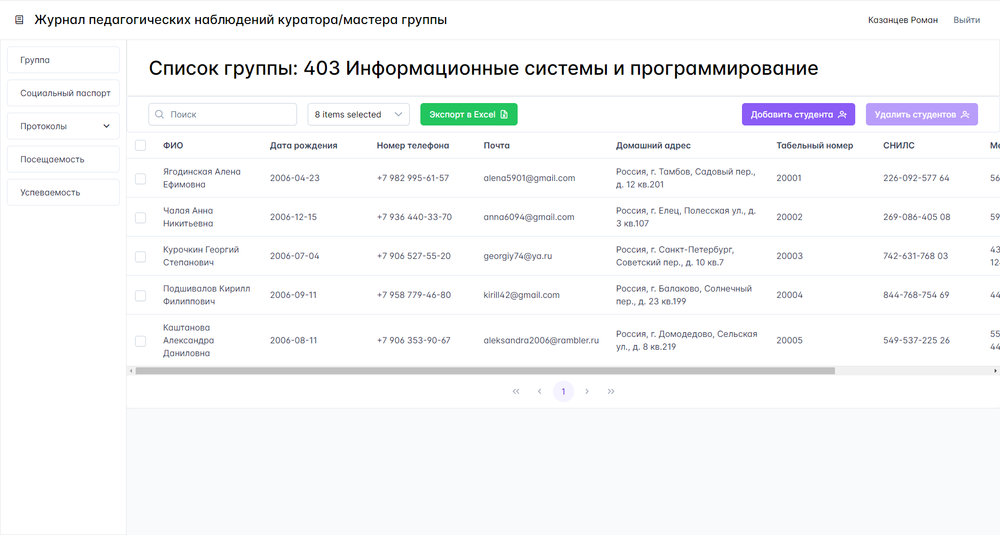 Журнал педагогических наблюдений куратора/мастера группы
Казанцев Роман
Выйти
Группа
Социальный паспорт
Протоколы
Посещаемость
Успеваемость
Список группы: 403 Информационные системы и программирование
Поиск
8 items selected
Экспорт в Excel
Добавить студента
Удалить студентов
ФИО Дата рождения Номер телефона Почта Домашний адрес Табельный номер СНИЛС
Ягодинская Алена
Ефимовна
2006-04-23
+7 982 995-61-57
alena5901@gmail.com
Россия, г. Тамбов, Садовый пер.,
д. 12 кв.201
20001
226-092-577 64
56
Чалая Анна
Никитьевна
2006-12-15
+7 936 440-33-70
anna6094@gmail.com
Россия, г. Елец, Полесская ул., д.
3 кв.107
20002
269-086-405 08
59
Курочкин Георгий
Степанович
2006-07-04
+7 906 527-55-20
georgiy74@ya.ru
Россия, г. Санкт-Петербург,
Советский пер., д. 10 кв.7
20003
742-631-768 03
43
12
Подшивалов Кирилл
Филиппович
2006-09-11
+7 958 779-46-80
kirill42@gmail.com
Россия, г. Балаково, Солнечный
пер., д. 23 кв.199
20004
844-768-754 69
44
Каштанова
Александра
Даниловна
2006-08-11
+7 906 353-90-67
aleksandra2006@rambler.ru
Россия, г. Домодедово, Сельская
ул., д. 8 кв.219
20005
549-537-225 26
55
44
1